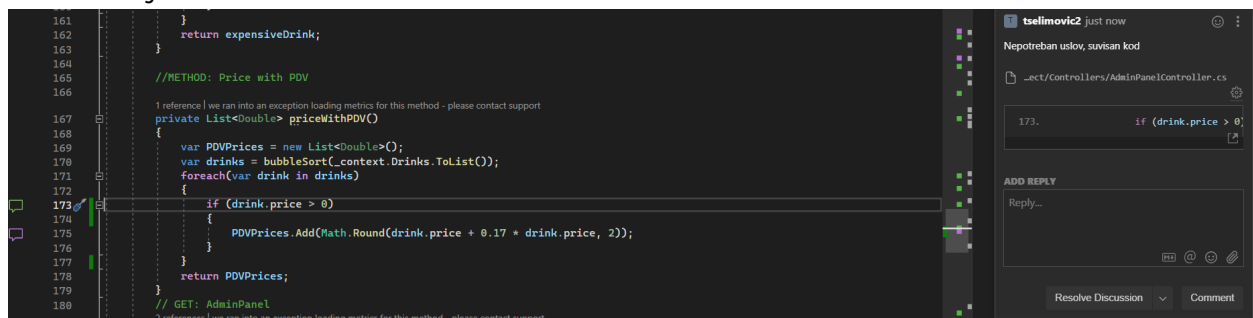 161 }
162 return expensiveDrink;
163 }
164
165 //METHOD: Price with PDV
166
1 reference | we ran into an exception loading metrics for this method - please contact support
167 private List<Double> priceWithPDV()
168 {
169 var PDVPrices = new List<Double>();
170 var drinks = bubbleSort(_context.Drinks.ToList());
171 foreach(var drink in drinks)
172 {
173 if (drink.price > 0)
174 {
175 PDVPrices.Add(Math.Round(drink.price + 0.17 * drink.price, 2));
176 }
177 }
178 return PDVPrices;
179 }
180 // GET: AdminPanel
T tselimovic2 just now
Nepotreban uslov, suvisan kod
…ect/Controllers/AdminPanelController.cs
173. if (drink.price > 0)
ADD REPLY
Reply...
M+ @
Resolve Discussion Comment